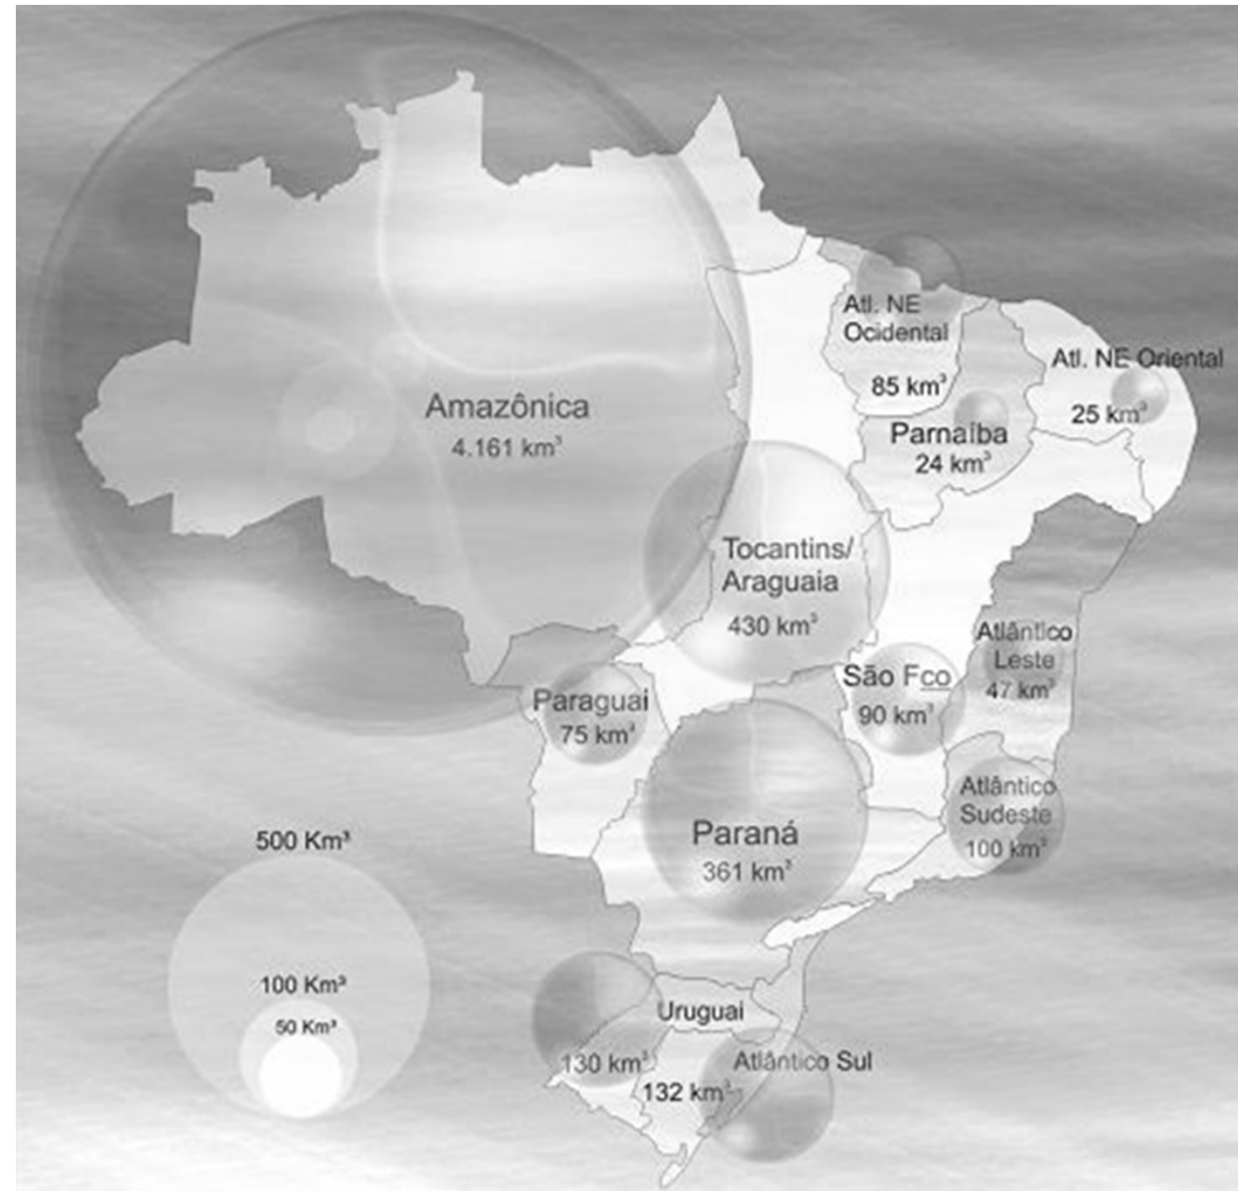 Atl. NE
Ocidental
85 km³
Atl. NE Oriental
25 km³
Amazônica
4.161 km³
Parnaíba
24 km³
Tocantins/
Araguaia
430 km³
Atlântico
Leste
47 km³
São Fco
90 km³
Paraguai
75 km³
Atlântico
Sudeste
100 km³
Paraná
361 km³
500 Km³
100 Km³
50 Km³
Uruguai
130 km³
Atlântico Sul
132 km³